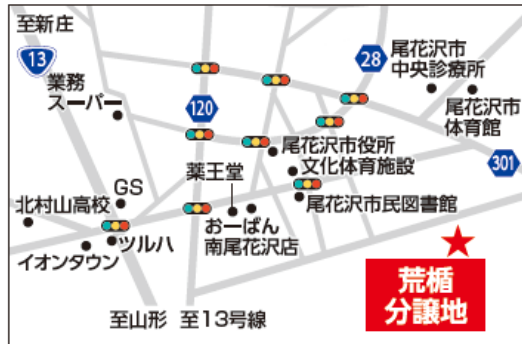 至新庄
13
業務
スーパー
120
28
尾花沢市
中央診療所
尾花沢市
体育館
尾花沢市役所
文化体育施設
301
薬王堂
GS
北村山高校
尾花沢市民図書館
おーばん
南尾花沢店
ツルハ
イオンタウン
荒楯
分譲地
至山形 至13号線